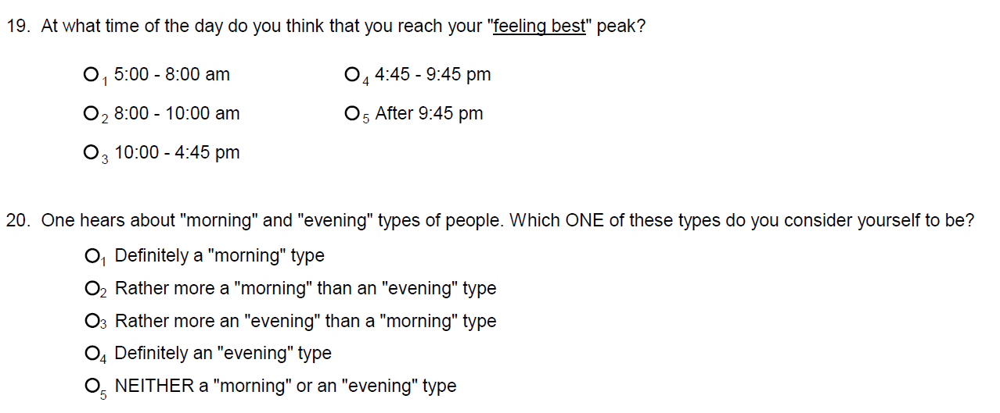 19. At what time of the day do you think that you reach your "feeling best" peak?
O1 5:00 - 8:00 am
O2 8:00 - 10:00 am
O3 10:00 - 4:45 pm
O4 4:45 - 9:45 pm
O5 After 9:45 pm
20. One hears about "morning" and "evening" types of people. Which ONE of these types do you consider yourself to be?
O1 Definitely a "morning" type
O2 Rather more a "morning" than an "evening" type
O3 Rather more an "evening" than a "morning" type
O4 Definitely an "evening" type
O5 NEITHER a "morning" or an "evening" type